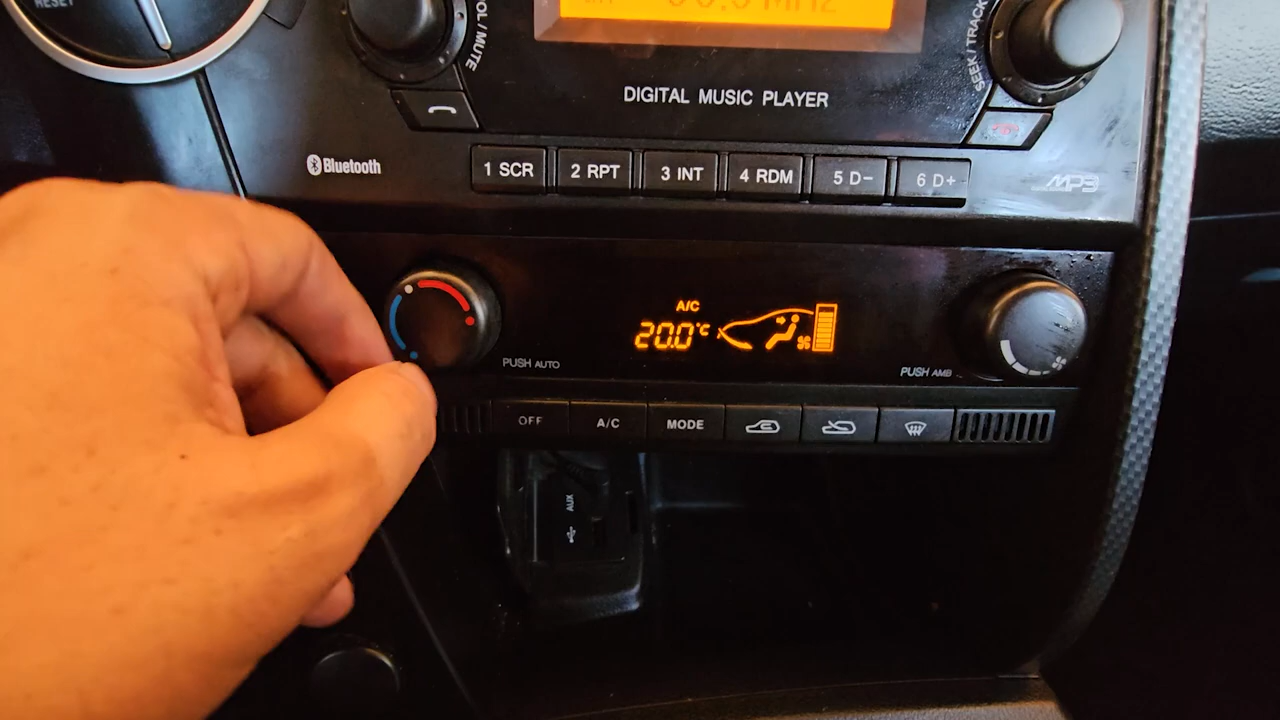 RESET
VOL / MUTE
SEEK / TRACK
DIGITAL MUSIC PLAYER
Bluetooth
1 SCR
2 RPT
3 INT
4 RDM
5 D-
6 D+
MP3
A/C
20.0°C
PUSH AUTO
PUSH AMB
OFF
A/C
MODE
AUX